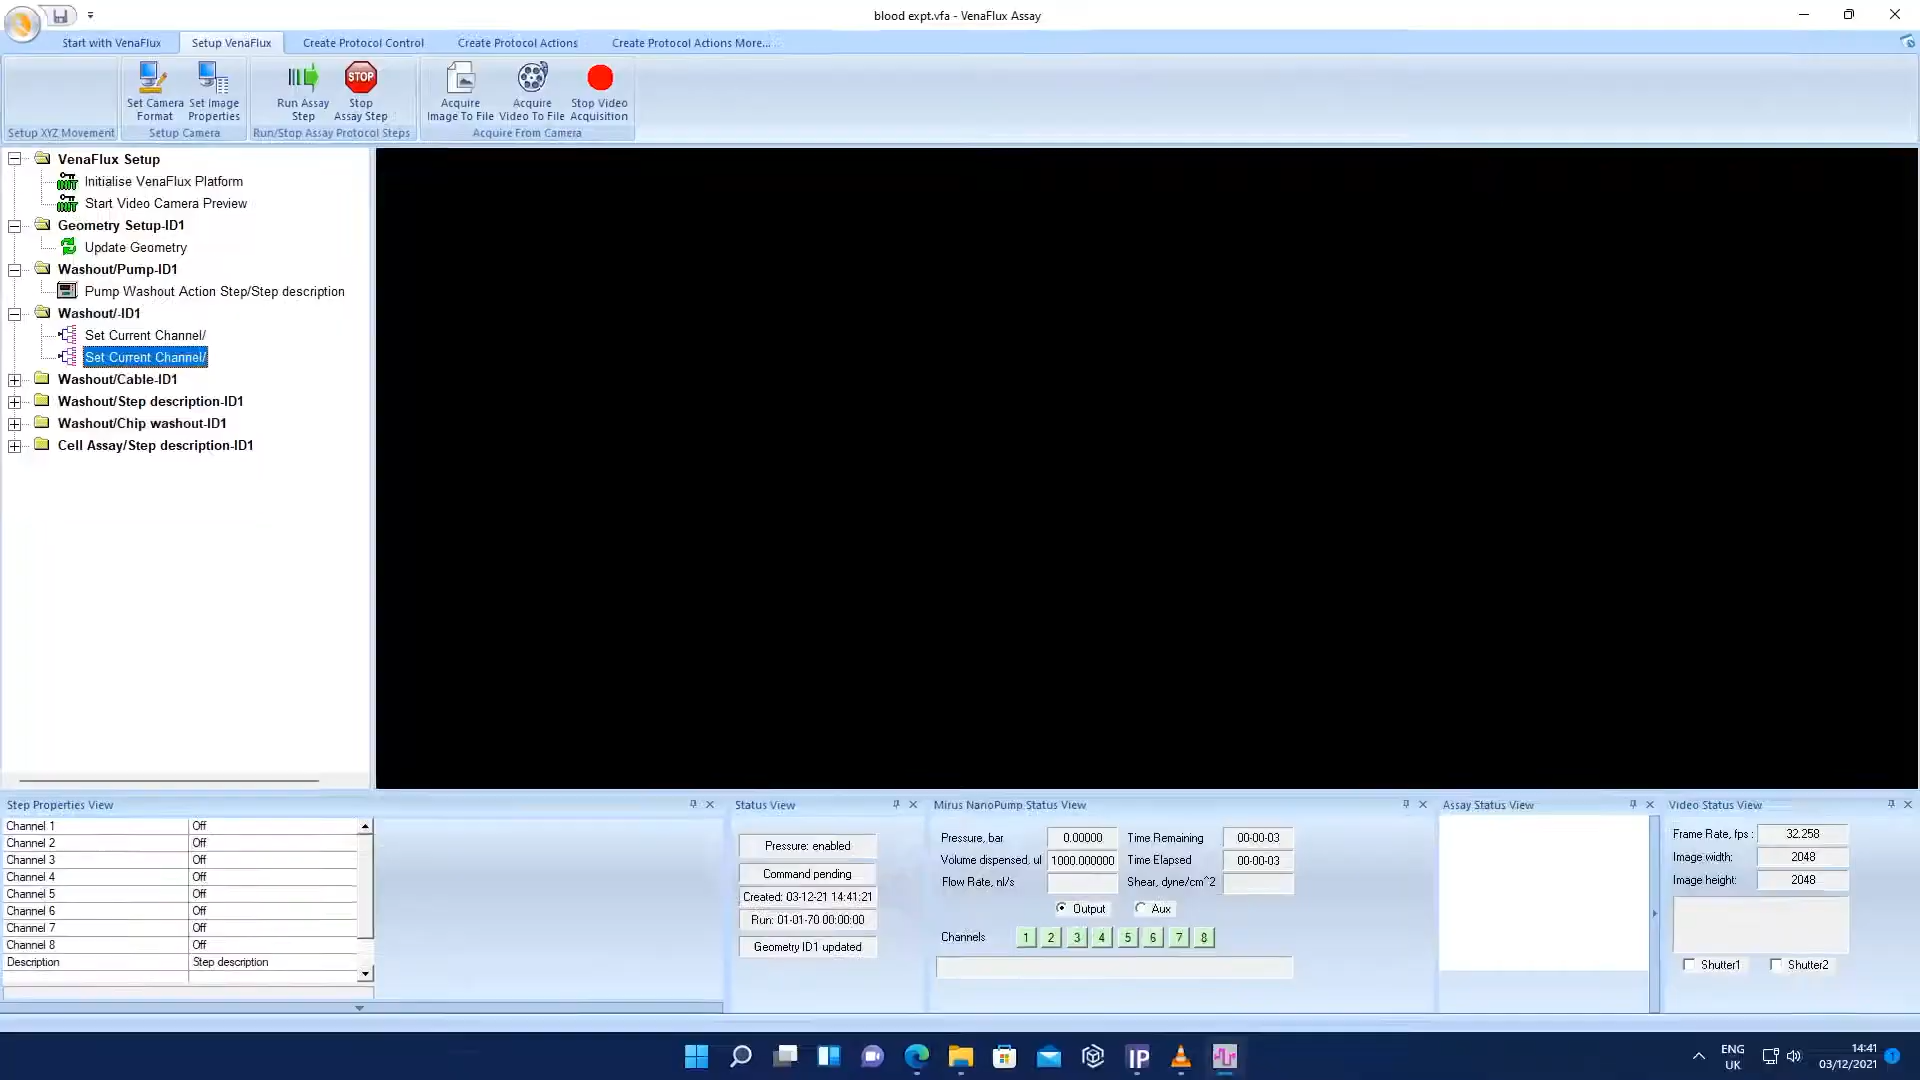 blood expt.vfa - VenaFlux Assay
Start with VenaFlux
Setup VenaFlux
Create Protocol Control
Create Protocol Actions
Create Protocol Actions More...
Set Camera Format
Set Image Properties
Run Assay Step
STOP
Stop Assay Step
Acquire Image To File
Acquire Video To File
Stop Video Acquisition
Setup XYZ Movement
Setup Camera
Run/Stop Assay Protocol Steps
Acquire From Camera
VenaFlux Setup
INIT Initialise VenaFlux Platform
INIT Start Video Camera Preview
Geometry Setup-ID1
Update Geometry
Washout/Pump-ID1
Pump Washout Action Step/Step description
Washout/-ID1
Set Current Channel/
Set Current Channel/
Washout/Cable-ID1
Washout/Step description-ID1
Washout/Chip washout-ID1
Cell Assay/Step description-ID1
Step Properties View
Channel 1 Off
Channel 2 Off
Channel 3 Off
Channel 4 Off
Channel 5 Off
Channel 6 Off
Channel 7 Off
Channel 8 Off
Description Step description
Status View
Pressure: enabled
Command pending
Created: 03-12-21 14:41:21
Run: 01-01-70 00:00:00
Geometry ID1 updated
Mirus NanoPump Status View
Pressure, bar 0.00000 Time Remaining 00-00-03
Volume dispensed, ul 1000.000000 Time Elapsed 00-00-03
Flow Rate, nl/s Shear, dyne/cm^2
Output Aux
Channels 1 2 3 4 5 6 7 8
Assay Status View
Video Status View
Frame Rate, fps : 32.258
Image width: 2048
Image height: 2048
Shutter1 Shutter2
IP
ENG
UK
14:41
03/12/2021
1